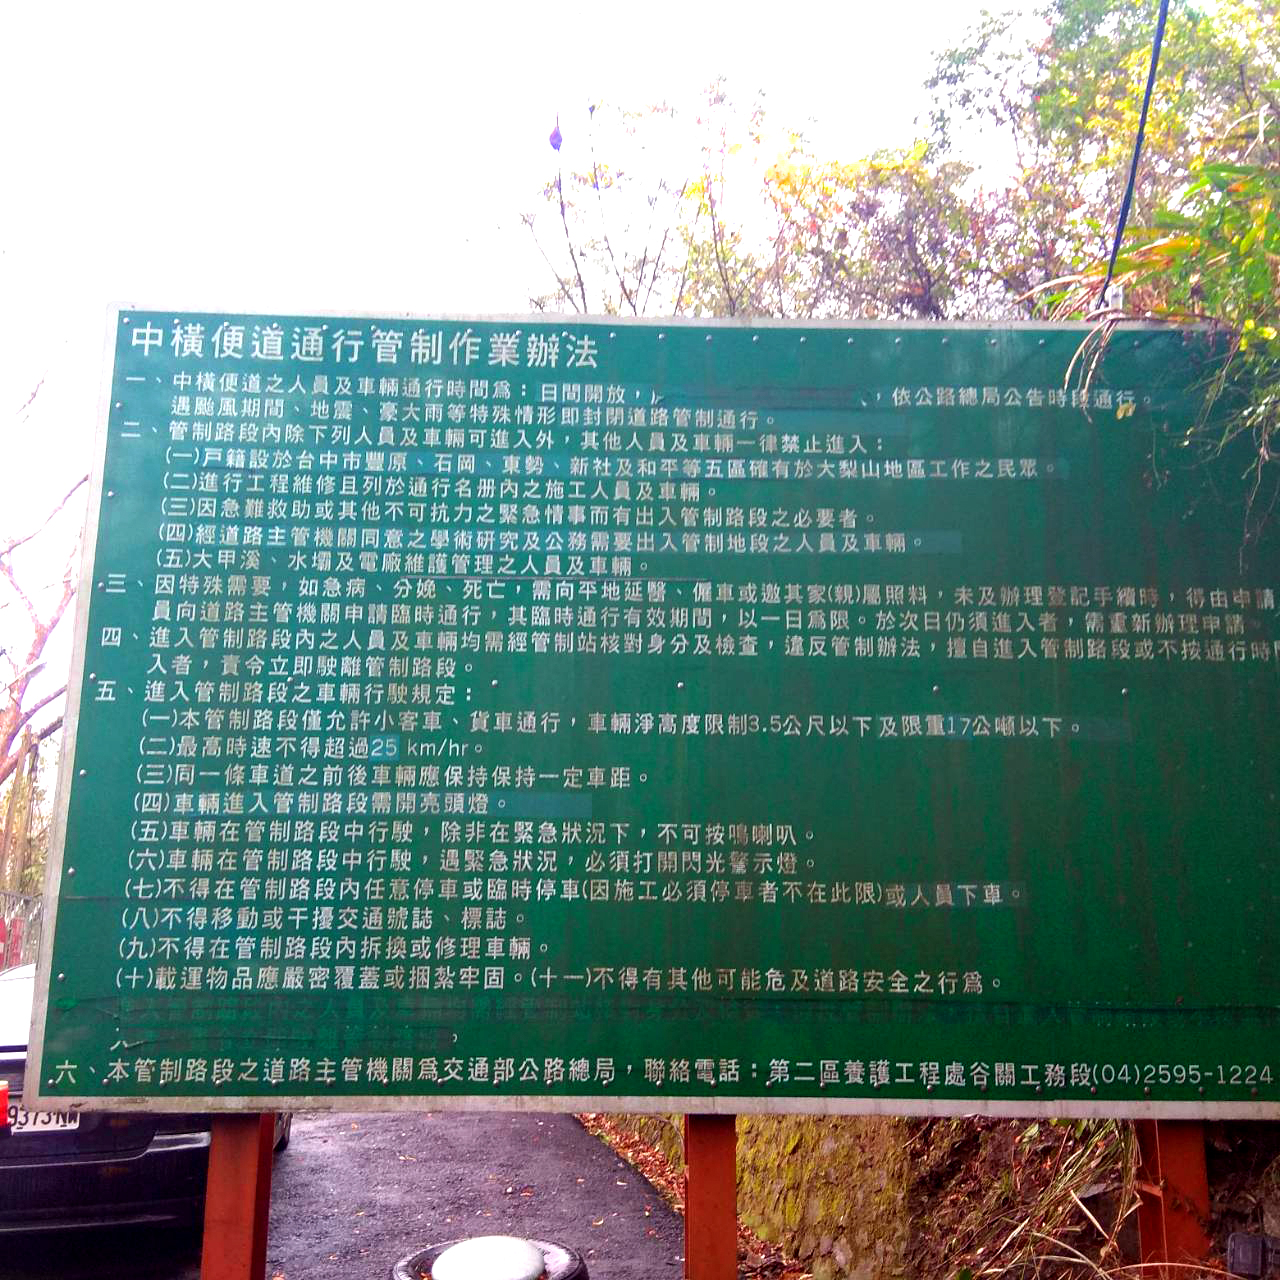 中橫便道通行管制作業辦法
一、中橫便道之人員及車輛通行時間為：日間開放，、，依公路總局公告時段通行。
遇颱風期間、地震、豪大雨等特殊情形即封閉道路管制通行。
二、管制路段內除下列人員及車輛可進入外，其他人員及車輛一律禁止進入：
(一)戶籍設於台中市豐原、石岡、東勢、新社及和平等五區確有於大梨山地區工作之民眾。
(二)進行工程維修且列於通行名冊內之施工人員及車輛。
(三)因急難救助或其他不可抗力之緊急情事而有出入管制路段之必要者。
(四)經道路主管機關同意之學術研究及公務需要出入管制地段之人員及車輛。
(五)大甲溪、水壩及電廠維護管理之人員及車輛。
三、因特殊需要，如急病、分娩、死亡，需向平地延醫、僱車或邀其家(親)屬照料，未及辦理登記手續時，得由申請
員向道路主管機關申請臨時通行，其臨時通行有效期間，以一日為限。於次日仍須進入者，需重新辦理申請。
四、進入管制路段內之人員及車輛均需經管制站核對身分及檢查，違反管制辦法，擅自進入管制路段或不按通行時
入者，責令立即駛離管制路段。
五、進入管制路段之車輛行駛規定：
(一)本管制路段僅允許小客車、貨車通行，車輛淨高度限制3.5公尺以下及限重17公噸以下。
(二)最高時速不得超過25 km/hr。
(三)同一條車道之前後車輛應保持保持一定車距。
(四)車輛進入管制路段需開亮頭燈。
(五)車輛在管制路段中行駛，除非在緊急狀況下，不可按鳴喇叭。
(六)車輛在管制路段中行駛，遇緊急狀況，必須打開閃光警示燈。
(七)不得在管制路段內任意停車或臨時停車(因施工必須停車者不在此限)或人員下車。
(八)不得移動或干擾交通號誌、標誌。
(九)不得在管制路段內拆換或修理車輛。
(十)載運物品應嚴密覆蓋或捆紮牢固。(十一)不得有其他可能危及道路安全之行為。
六、本管制路段之道路主管機關為交通部公路總局，聯絡電話：第二區養護工程處谷關工務段(04)2595-1224